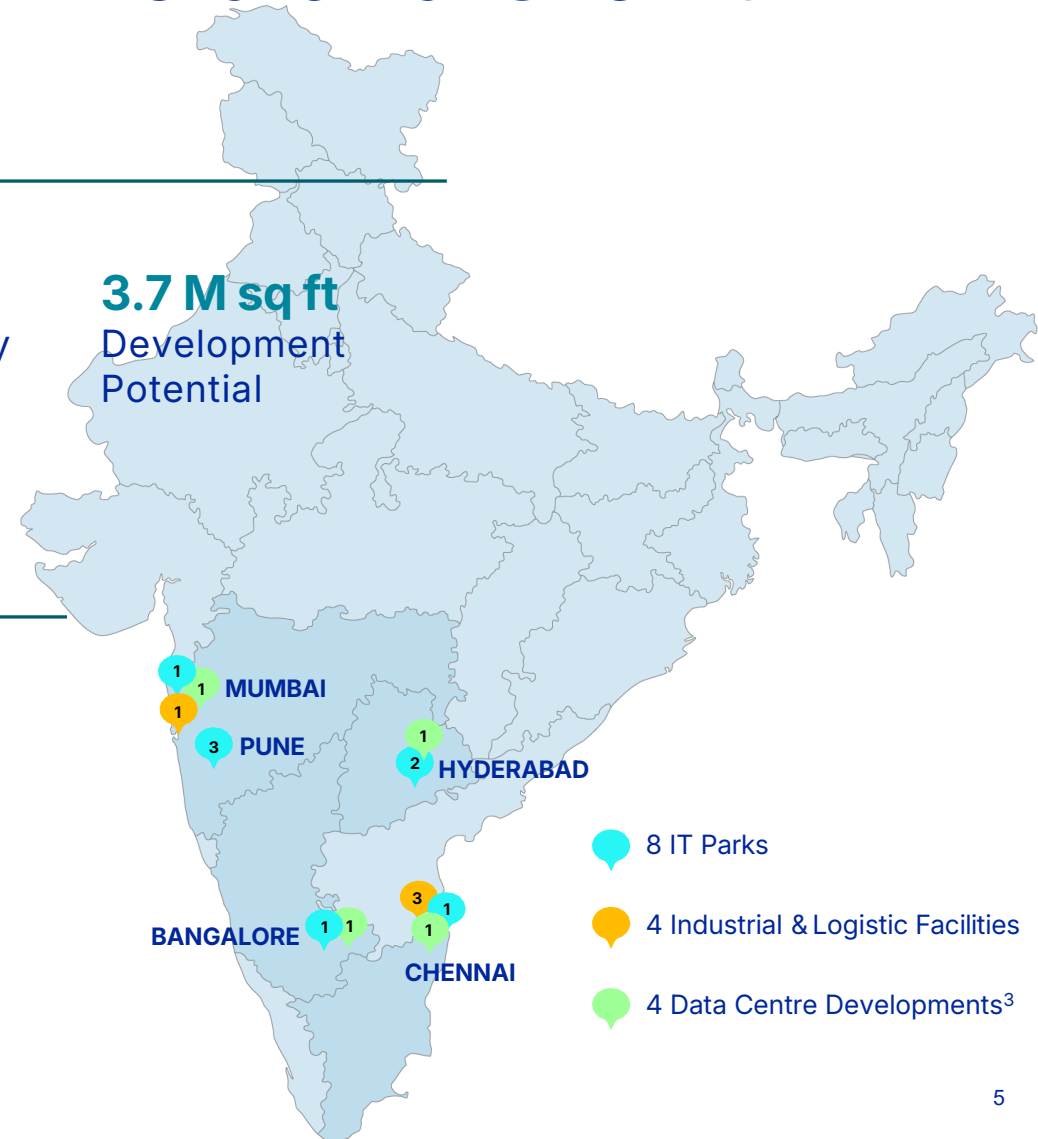 3.7 M sq ft
Development
Potential
1
1
MUMBAI
1
3
PUNE
1
2
HYDERABAD
8 IT Parks
3
1
4 Industrial & Logistic Facilities
1
1
1
BANGALORE
CHENNAI
4 Data Centre Developments³
5